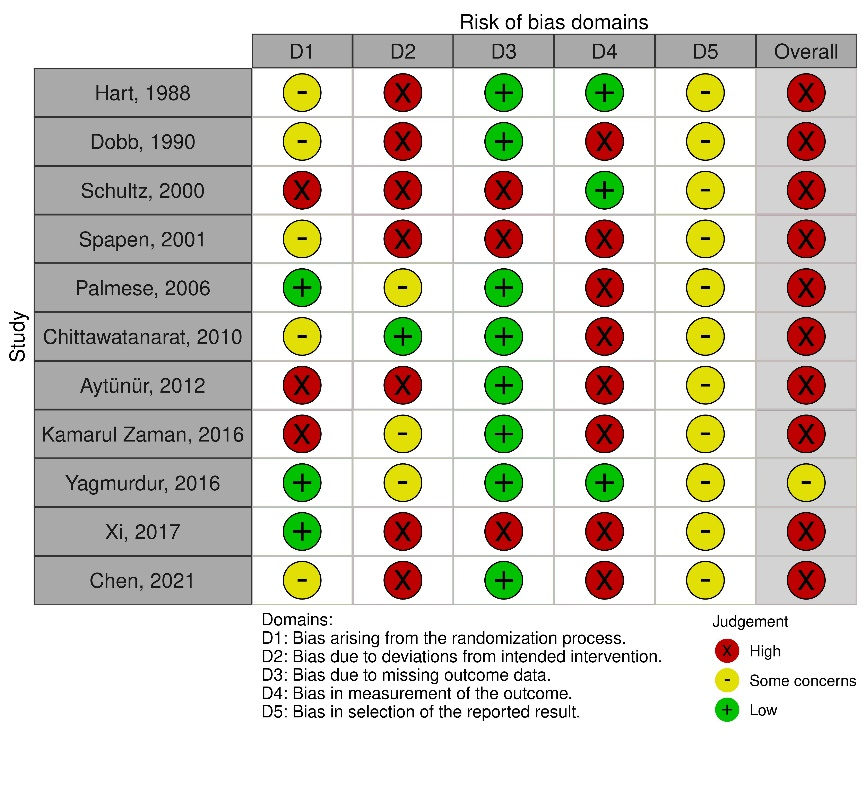 Risk of bias domains
D1 D2 D3 D4 D5 Overall
Study
Hart, 1988 - X + + - X
Dobb, 1990 - X + X - X
Schultz, 2000 X X X + - X
Spapen, 2001 - X X X - X
Palmese, 2006 + - + X - X
Chittawatanarat, 2010 - + + X - X
Aytünür, 2012 X X + X - X
Kamarul Zaman, 2016 X - + X - X
Yagmurdur, 2016 + - + + - -
Xi, 2017 + X X X - X
Chen, 2021 - X + X - X
Domains:
D1: Bias arising from the randomization process.
D2: Bias due to deviations from intended intervention.
D3: Bias due to missing outcome data.
D4: Bias in measurement of the outcome.
D5: Bias in selection of the reported result.
Judgement
X High
- Some concerns
+ Low